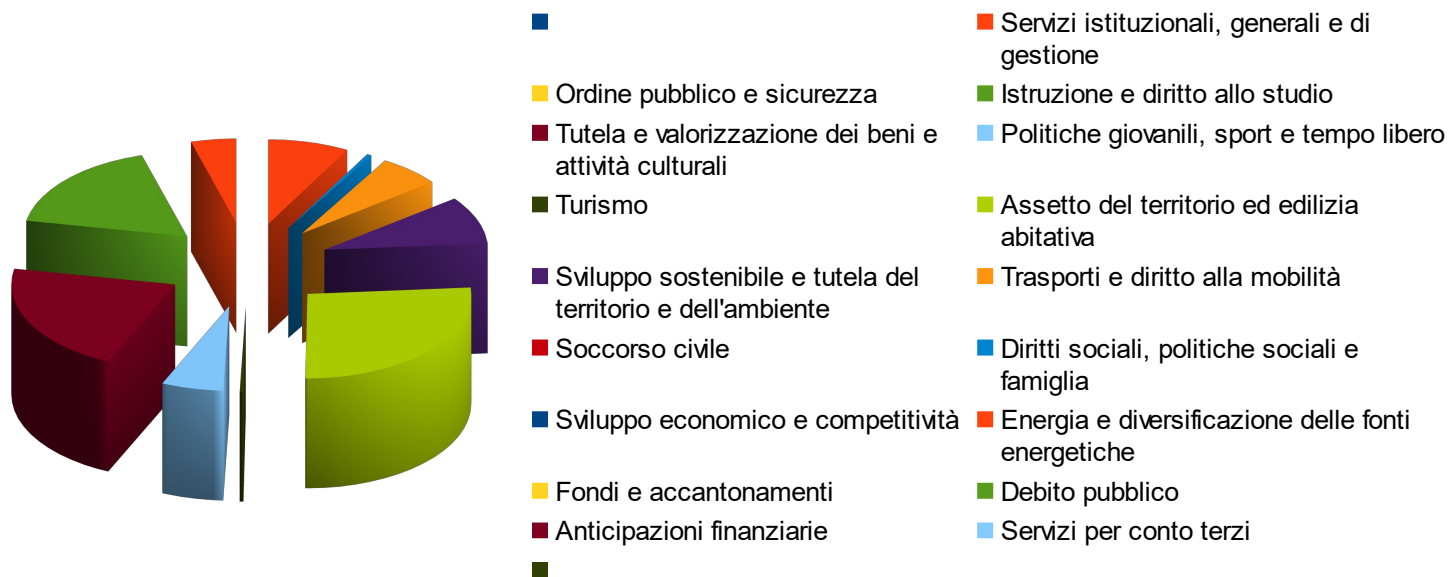 Servizi istituzionali, generali e di
gestione
Ordine pubblico e sicurezza
Istruzione e diritto allo studio
Tutela e valorizzazione dei beni e
attività culturali
Politiche giovanili, sport e tempo libero
Turismo
Assetto del territorio ed edilizia
abitativa
Sviluppo sostenibile e tutela del
territorio e dell'ambiente
Trasporti e diritto alla mobilità
Soccorso civile
Diritti sociali, politiche sociali e
famiglia
Sviluppo economico e competitività
Energia e diversificazione delle fonti
energetiche
Fondi e accantonamenti
Debito pubblico
Anticipazioni finanziarie
Servizi per conto terzi